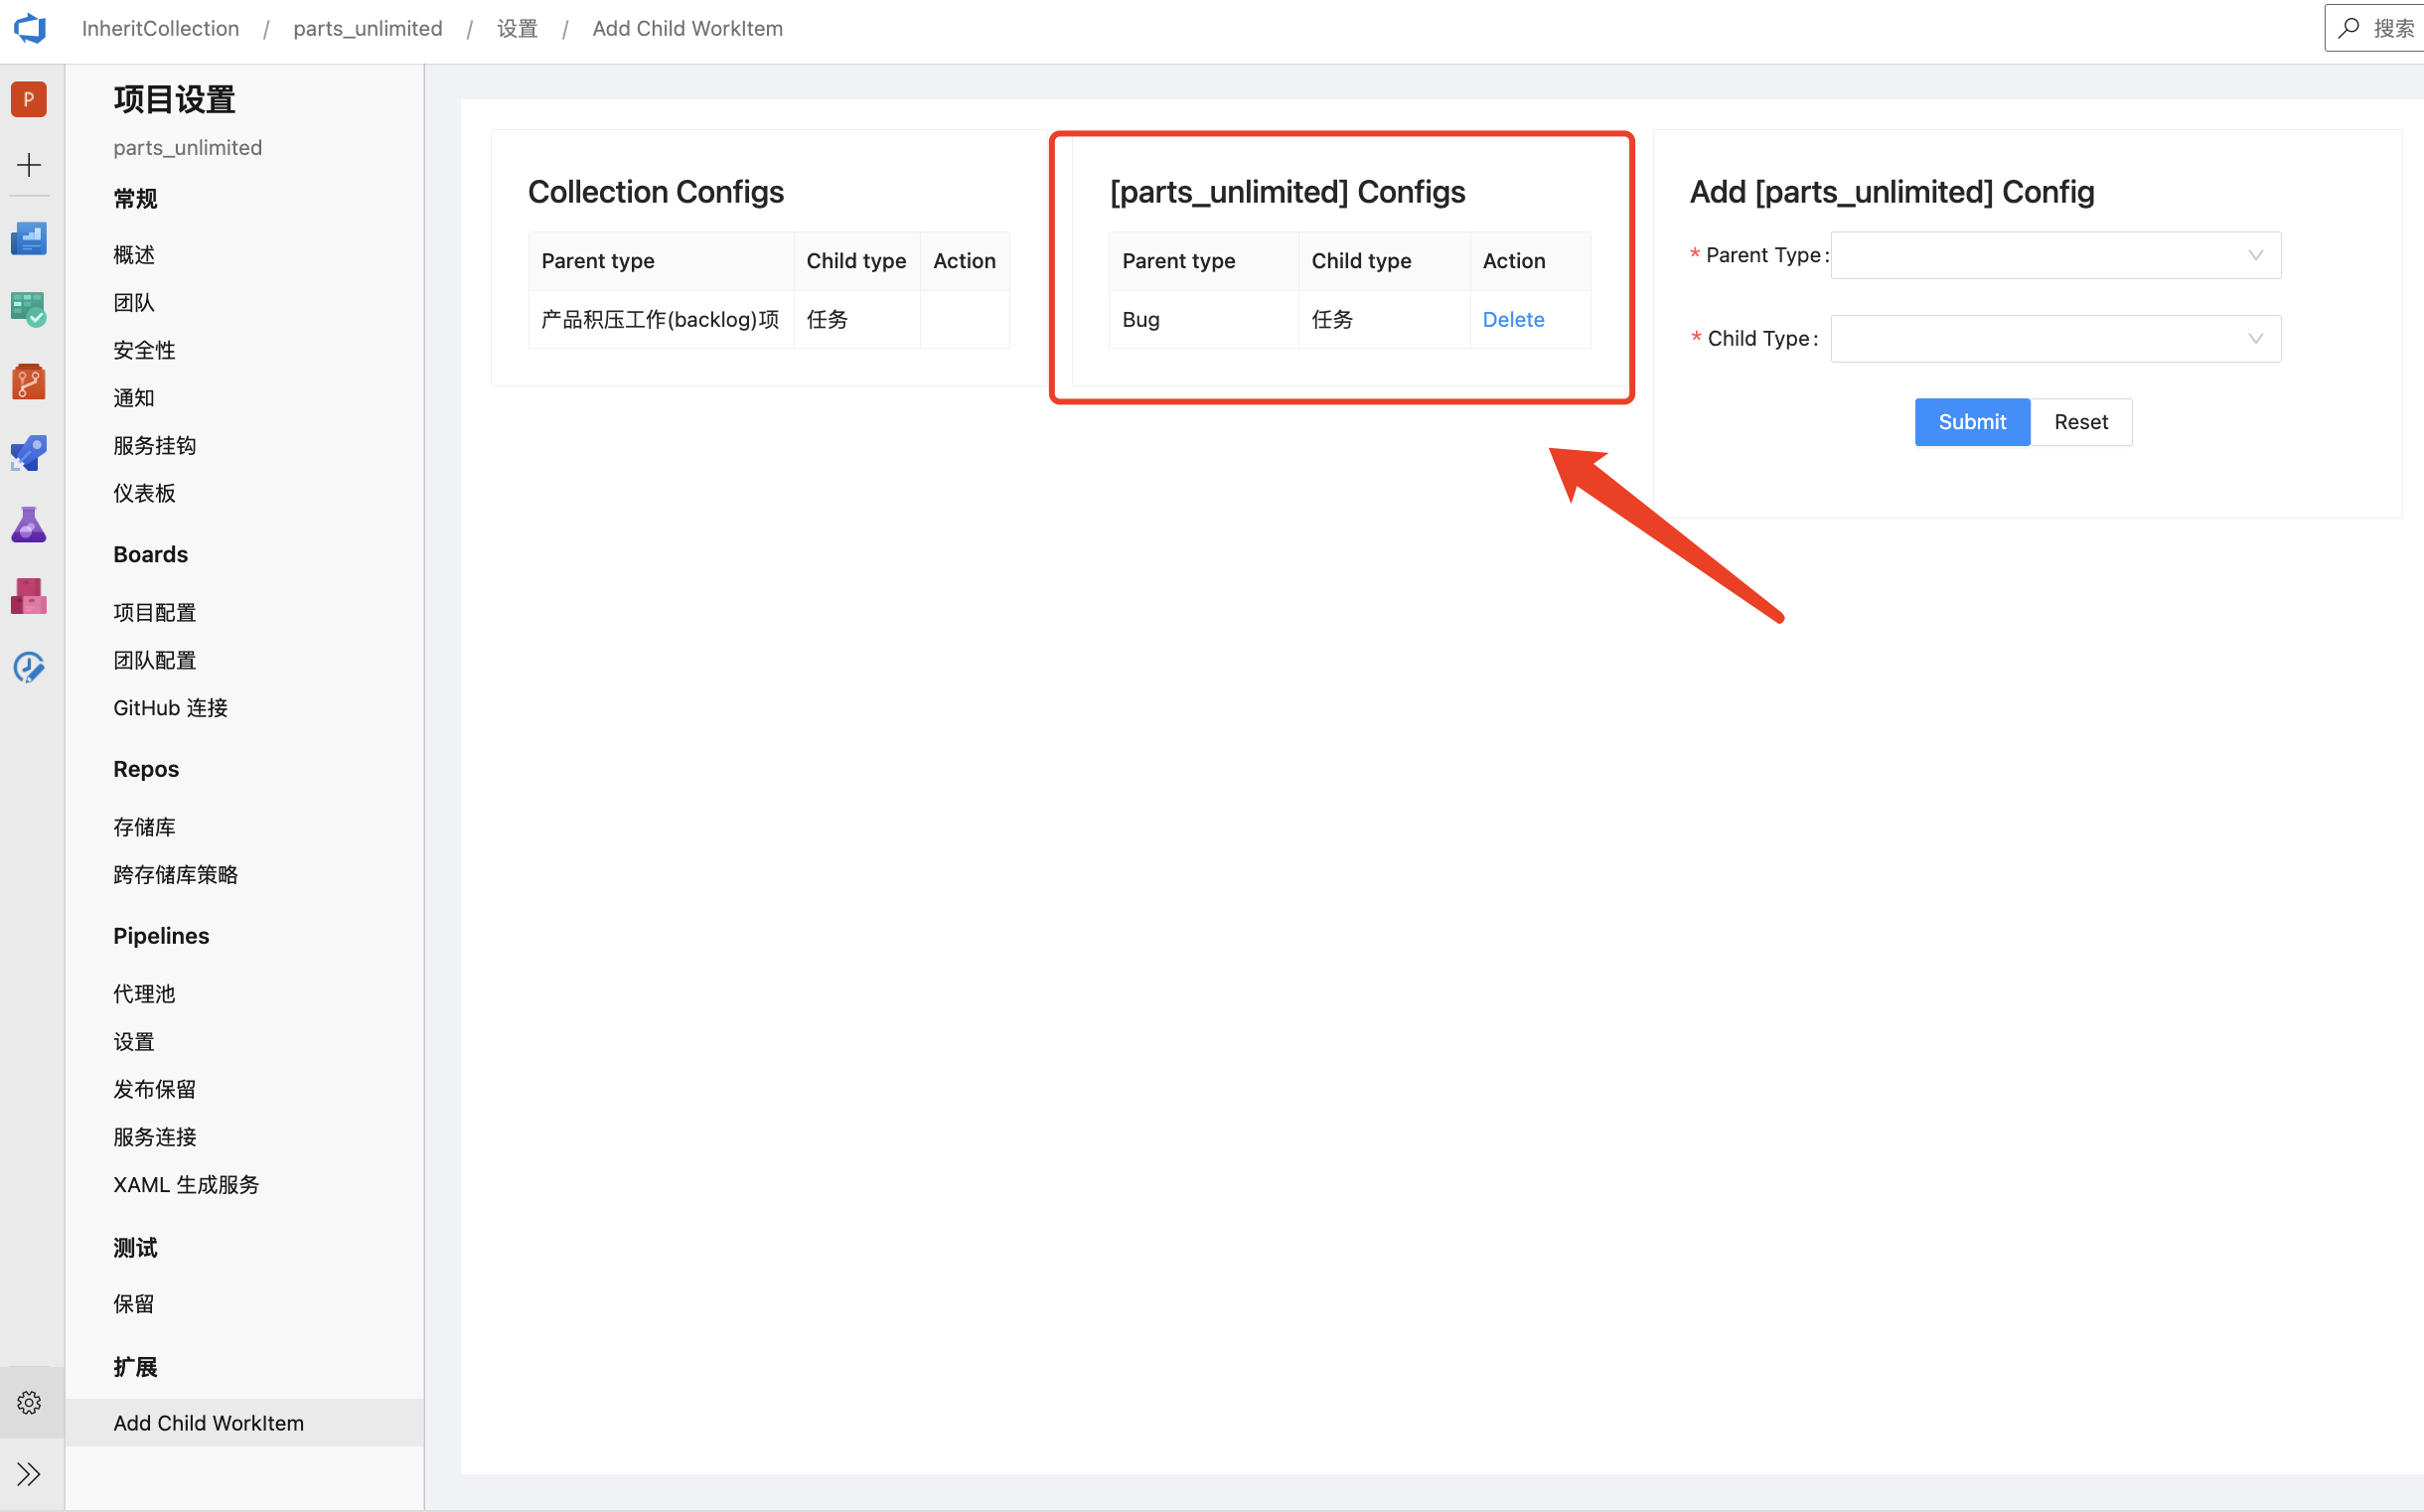 InheritCollection / parts_unlimited / 设置 / Add Child WorkItem
搜索
P
项目设置
parts_unlimited
常规
概述
团队
安全性
通知
服务挂钩
仪表板
Boards
项目配置
团队配置
GitHub 连接
Repos
存储库
跨存储库策略
Pipelines
代理池
设置
发布保留
服务连接
XAML 生成服务
测试
保留
扩展
Add Child WorkItem
Collection Configs
Parent type Child type Action
产品积压工作(backlog)项 任务
[parts_unlimited] Configs
Parent type Child type Action
Bug 任务 Delete
Add [parts_unlimited] Config
* Parent Type:
* Child Type:
Submit Reset